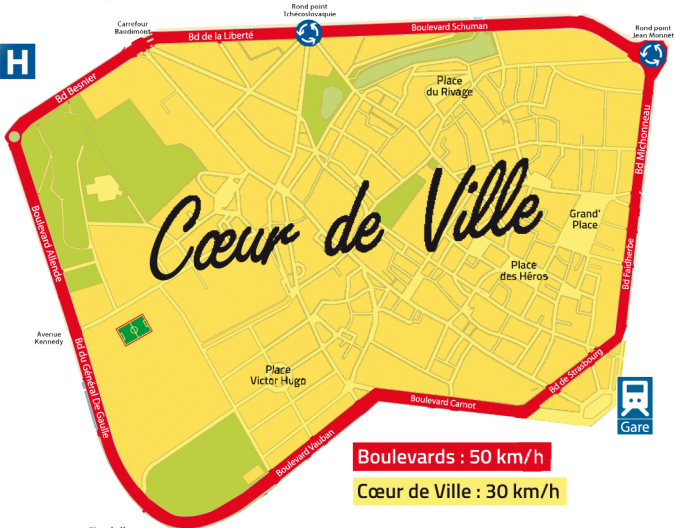 Rond point
Tchécoslovaquie
Carrefour
Baudimont
Bd de la Liberté
Boulevard Schuman
Rond point
Jean Monnet
H
Bd Besnier
Place
du Rivage
Bd Michonneau
Cœur de Ville
Boulevard Allende
Grand'
Place
Place
des Héros
Bd Faidherbe
Avenue
Kennedy
Bd du Général De Gaulle
Place
Victor Hugo
Bd de Strasbourg
Boulevard Carnot
Gare
Boulevard Vauban
Boulevards : 50 km/h
Cœur de Ville : 30 km/h